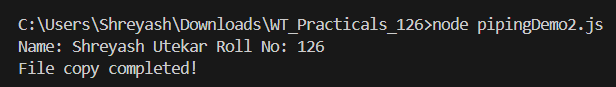 C:\Users\Shreyash\Downloads\WT_Practicals_126>node pipingDemo2.js
Name: Shreyash Utekar Roll No: 126
File copy completed!